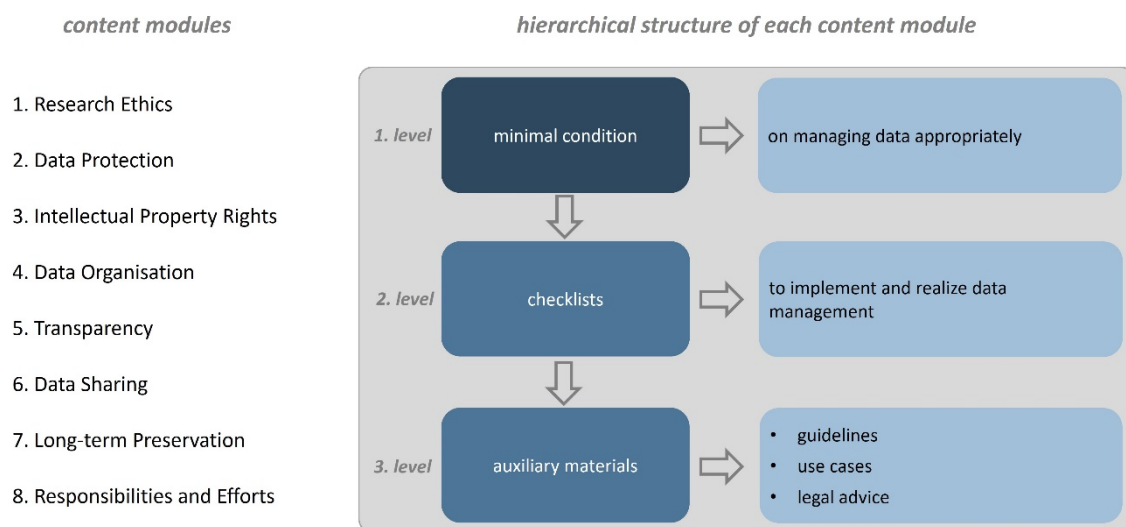 content modules
1. Research Ethics
2. Data Protection
3. Intellectual Property Rights
4. Data Organisation
5. Transparency
6. Data Sharing
7. Long-term Preservation
8. Responsibilities and Efforts
hierarchical structure of each content module
1. level
minimal condition
on managing data appropriately
2. level
checklists
to implement and realize data
management
3. level
auxiliary materials
• guidelines
• use cases
• legal advice